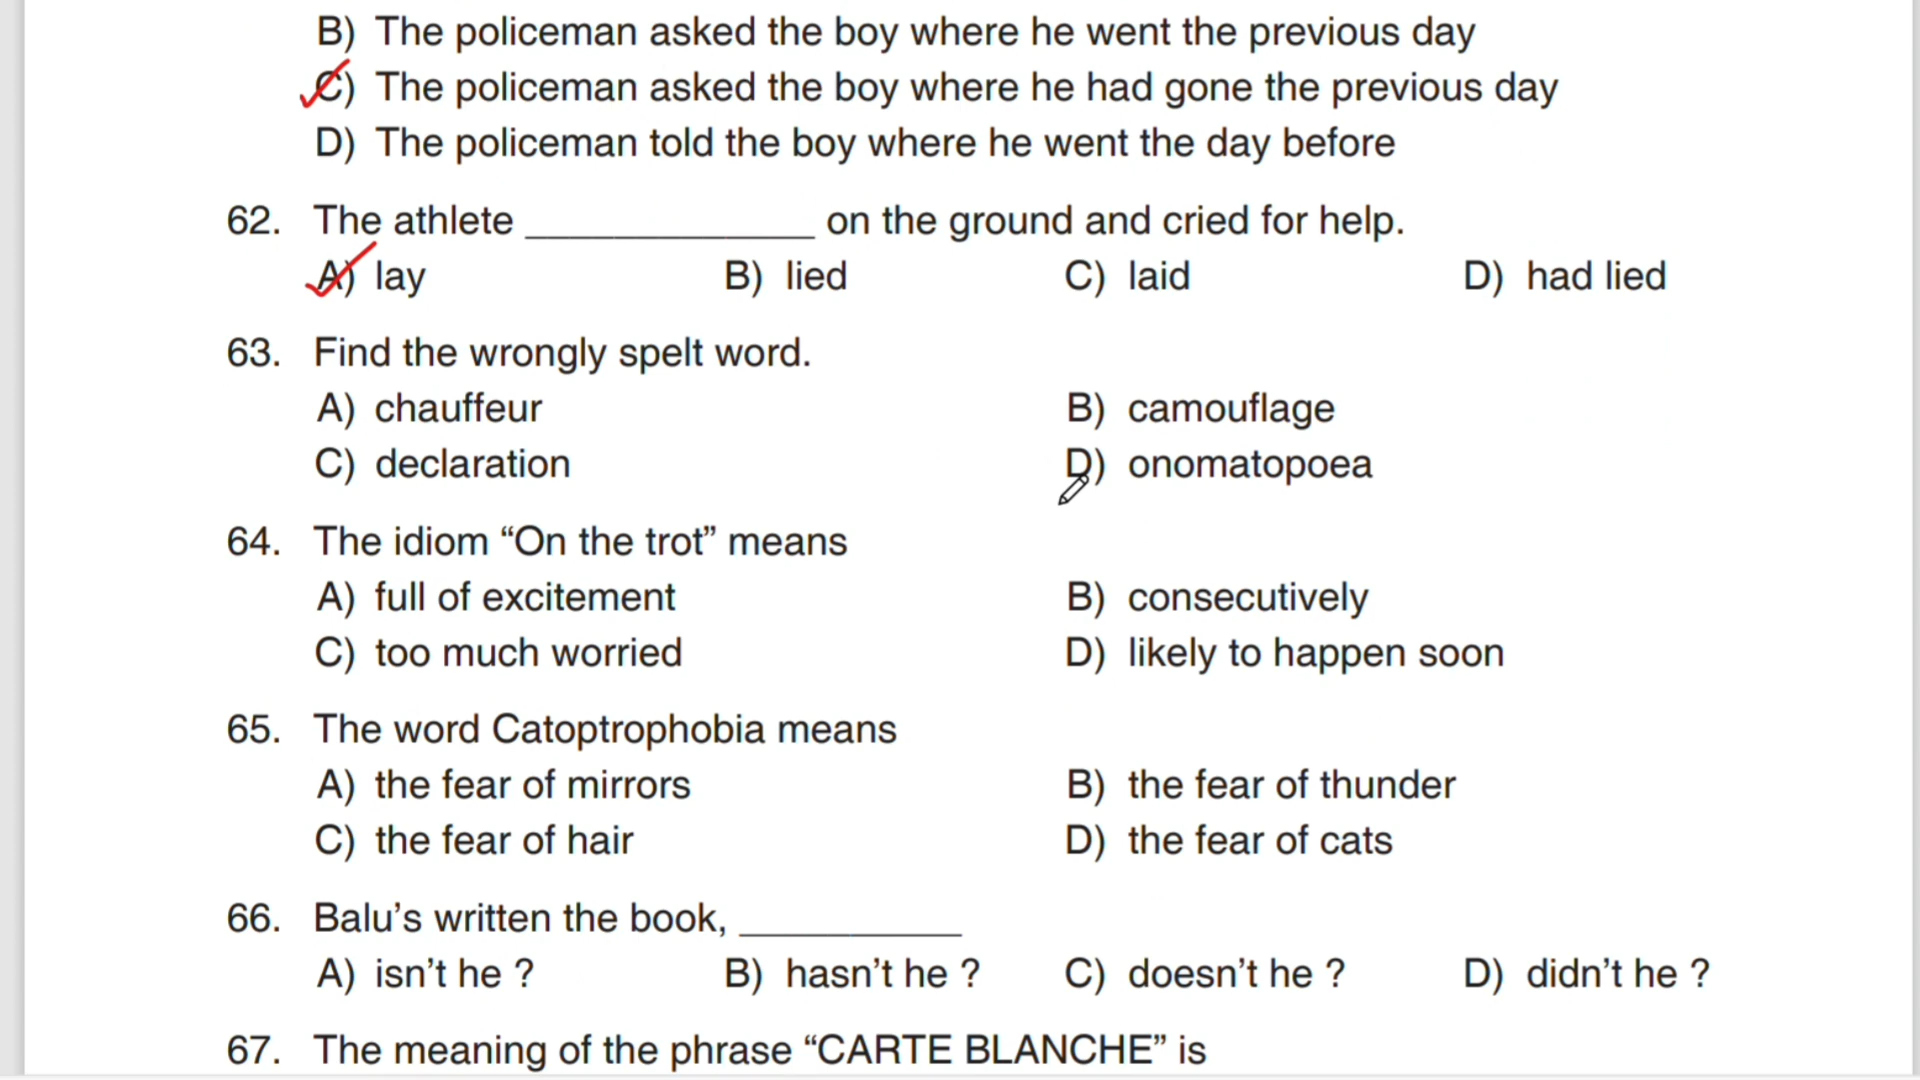 B) The policeman asked the boy where he went the previous day
C) The policeman asked the boy where he had gone the previous day
D) The policeman told the boy where he went the day before
62. The athlete _____________ on the ground and cried for help.
A) lay B) lied C) laid D) had lied
63. Find the wrongly spelt word.
A) chauffeur B) camouflage
C) declaration D) onomatopoea
64. The idiom “On the trot” means
A) full of excitement B) consecutively
C) too much worried D) likely to happen soon
65. The word Catoptrophobia means
A) the fear of mirrors B) the fear of thunder
C) the fear of hair D) the fear of cats
66. Balu’s written the book, __________
A) isn’t he ? B) hasn’t he ? C) doesn’t he ? D) didn’t he ?
67. The meaning of the phrase “CARTE BLANCHE” is